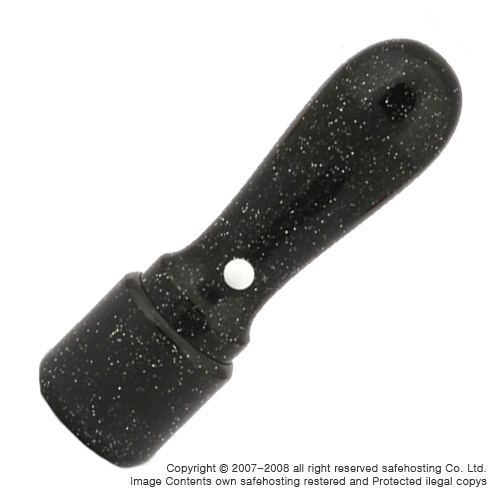 Copyright © 2007-2008 all right reserved safehosting Co. Ltd.
Image Contents own safehosting restered and Protected ilegal copys